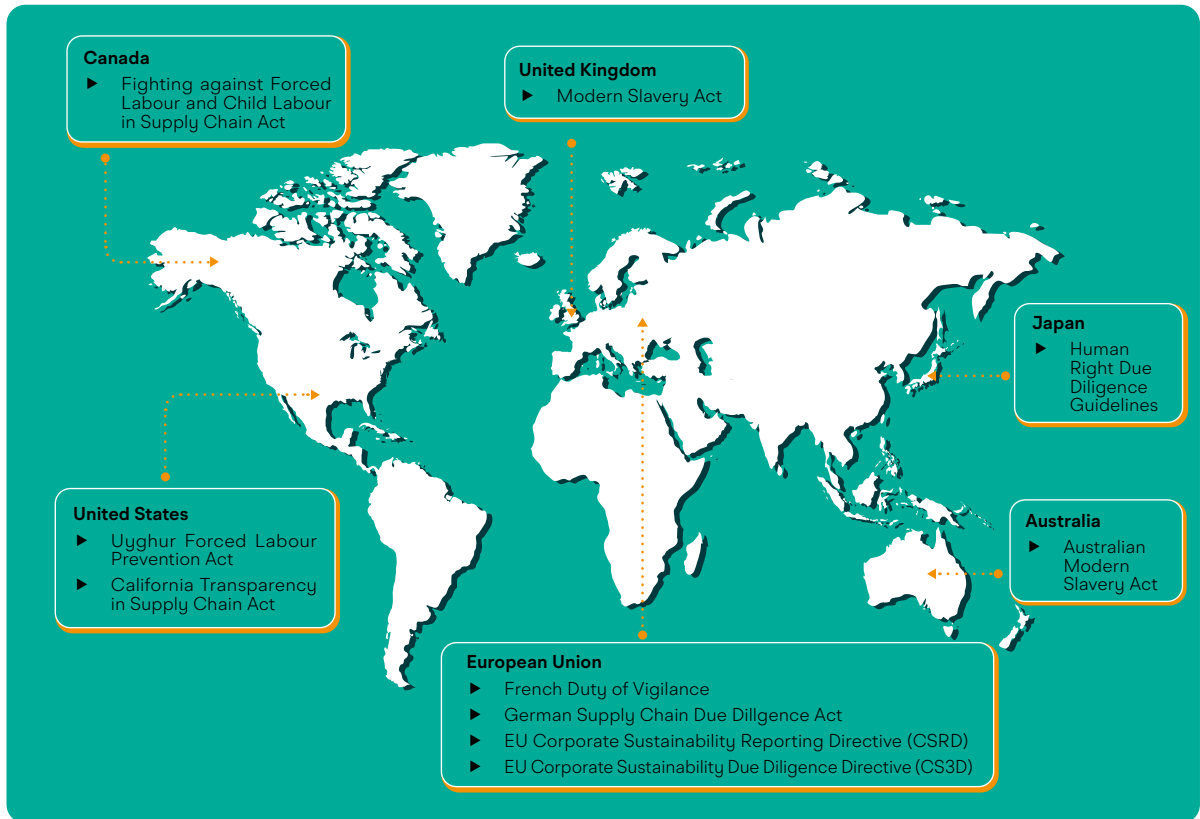 Canada
▶ Fighting against Forced
Labour and Child Labour
in Supply Chain Act
United Kingdom
▶ Modern Slavery Act
Japan
▶ Human
Right Due
Diligence
Guidelines
United States
▶ Uyghur Forced Labour
Prevention Act
▶ California Transparency
in Supply Chain Act
Australia
▶ Australian
Modern
Slavery Act
European Union
▶ French Duty of Vigilance
▶ German Supply Chain Due Dillgence Act
▶ EU Corporate Sustainability Reporting Directive (CSRD)
▶ EU Corporate Sustainability Due Diligence Directive (CS3D)